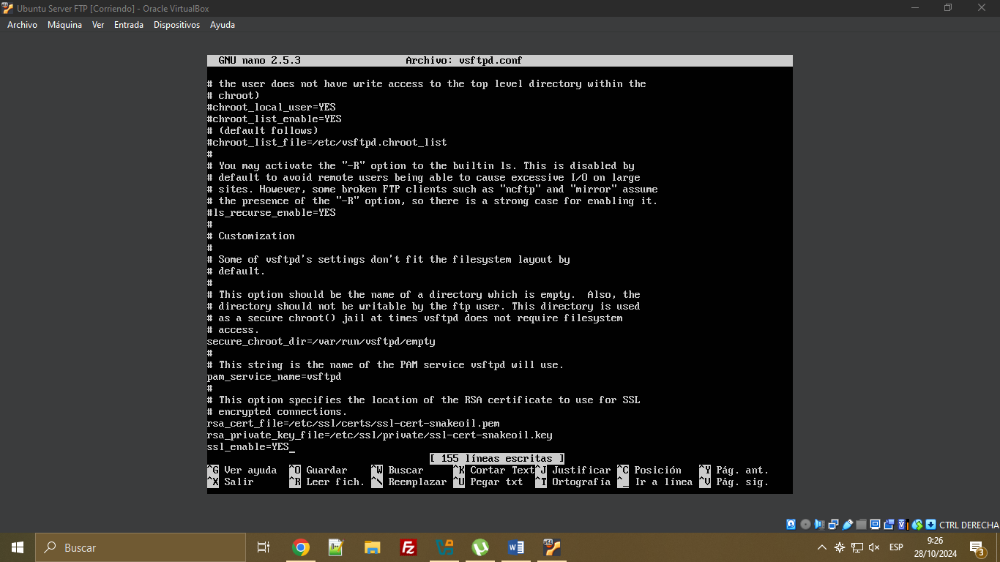 Ubuntu Server FTP [Corriendo] - Oracle VirtualBox
Archivo Máquina Ver Entrada Dispositivos Ayuda
GNU nano 2.5.3 Archivo: vsftpd.conf
# the user does not have write access to the top level directory within the
# chroot)
#chroot_local_user=YES
#chroot_list_enable=YES
# (default follows)
#chroot_list_file=/etc/vsftpd.chroot_list
#
# You may activate the "-R" option to the builtin ls. This is disabled by
# default to avoid remote users being able to cause excessive I/O on large
# sites. However, some broken FTP clients such as "ncftp" and "mirror" assume
# the presence of the "-R" option, so there is a strong case for enabling it.
#ls_recurse_enable=YES
#
# Customization
#
# Some of vsftpd's settings don't fit the filesystem layout by
# default.
#
# This option should be the name of a directory which is empty.  Also, the
# directory should not be writable by the ftp user. This directory is used
# as a secure chroot() jail at times vsftpd does not require filesystem
# access.
secure_chroot_dir=/var/run/vsftpd/empty
#
# This string is the name of the PAM service vsftpd will use.
pam_service_name=vsftpd
#
# This option specifies the location of the RSA certificate to use for SSL
# encrypted connections.
rsa_cert_file=/etc/ssl/certs/ssl-cert-snakeoil.pem
rsa_private_key_file=/etc/ssl/private/ssl-cert-snakeoil.key
ssl_enable=YES_
[ 155 líneas escritas ]
^G Ver ayuda ^O Guardar ^W Buscar ^K Cortar Text ^J Justificar ^C Posición ^Y Pág. ant.
^X Salir ^R Leer fich. ^\ Reemplazar ^U Pegar txt ^T Ortografía ^_ Ir a línea ^V Pág. sig.
CTRL DERECHA
Buscar
ESP
9:26
28/10/2024
3